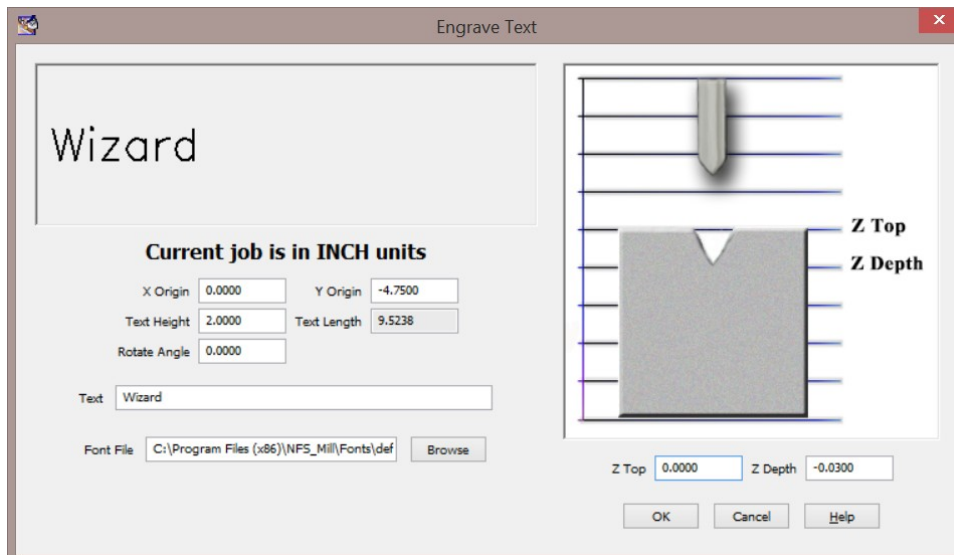 Engrave Text
Wizard
Current job is in INCH units
X Origin 0.0000 Y Origin -4.7500
Text Height 2.0000 Text Length 9.5238
Rotate Angle 0.0000
Text Wizard
Font File C:\Program Files (x86)\NFS_Mill\Fonts\def Browse
Z Top
Z Depth
Z Top 0.0000 Z Depth -0.0300
OK Cancel Help